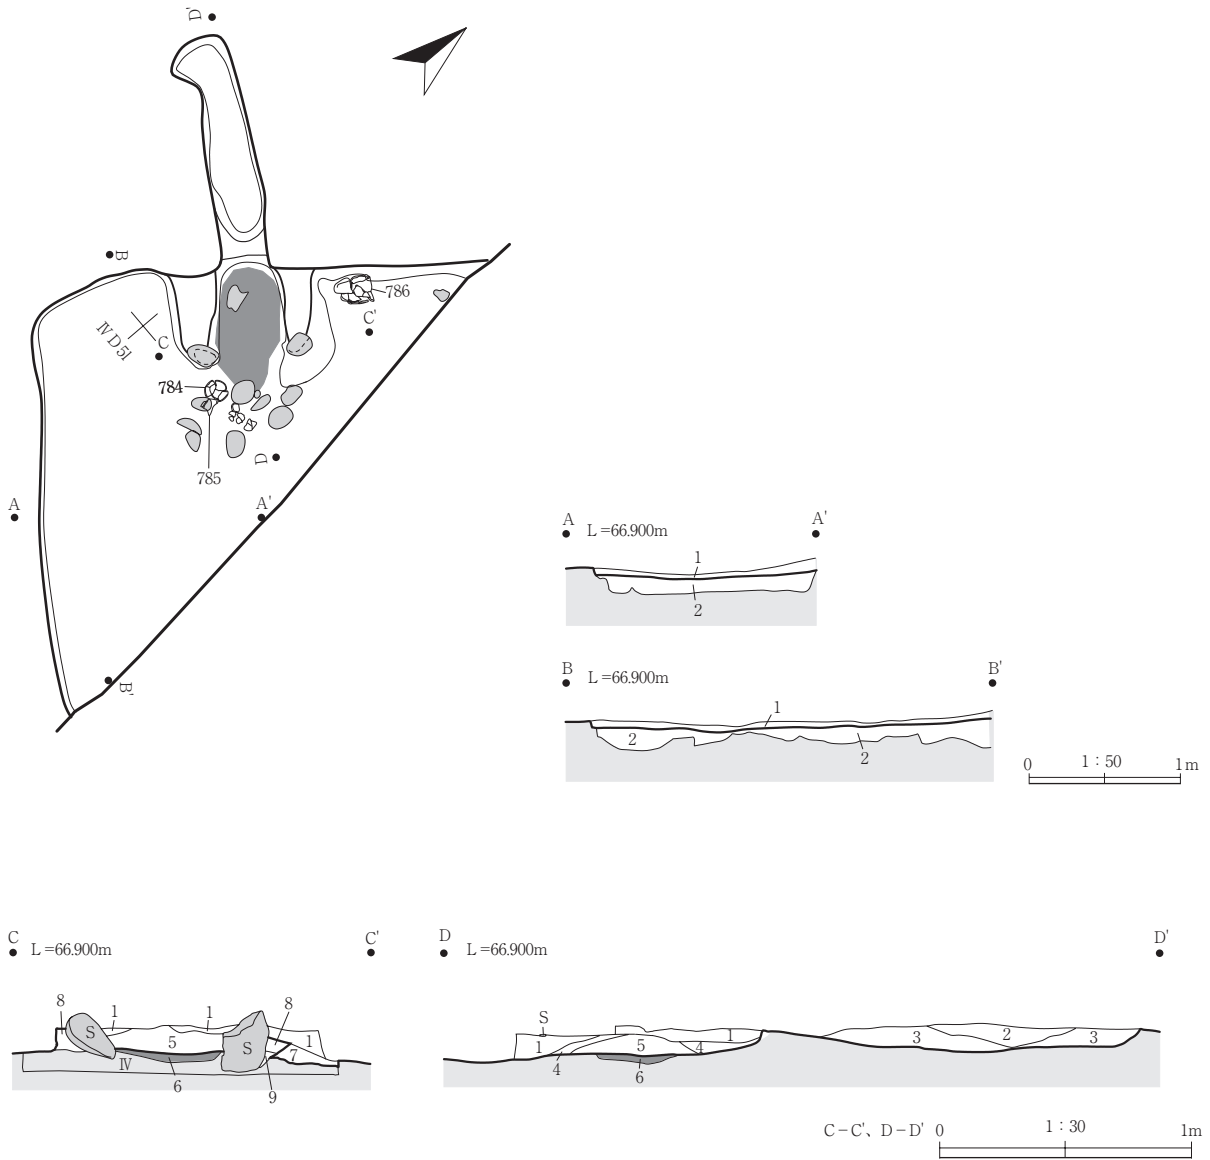 D'
B
ⅣD51
C
C'
786
784
785
D
A
A'
B'
A L=66.900m A'
1
2
B L=66.900m B'
1
2
2
0 1:50 1m
C L=66.900m C'
8 1 1 8
S 5 S 1
Ⅳ 7
6 9
D L=66.900m D'
S
1 5 1 3 2 3
4 4
6
C-C'、D-D' 0 1:30 1m